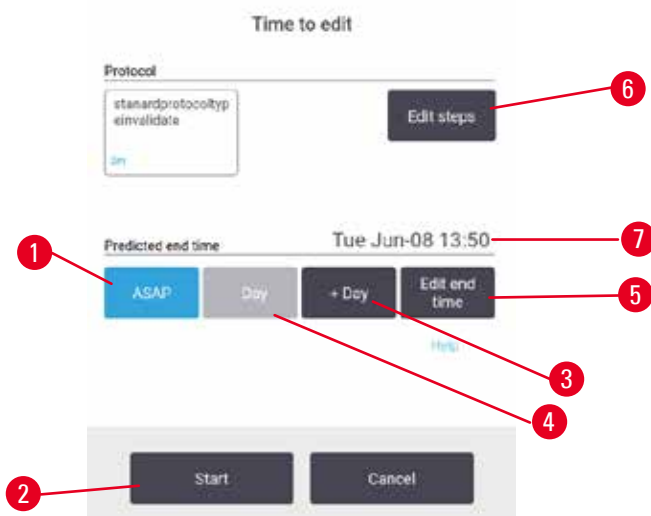 Time to edit
Protocol
stanardprotocoltyp
einvalidate
Edit steps
6
Predicted end time
Tue Jun-08 13:50
7
1
ASAP
Day
+ Day
Edit end
time
5
Help
3
4
Start
Cancel
2